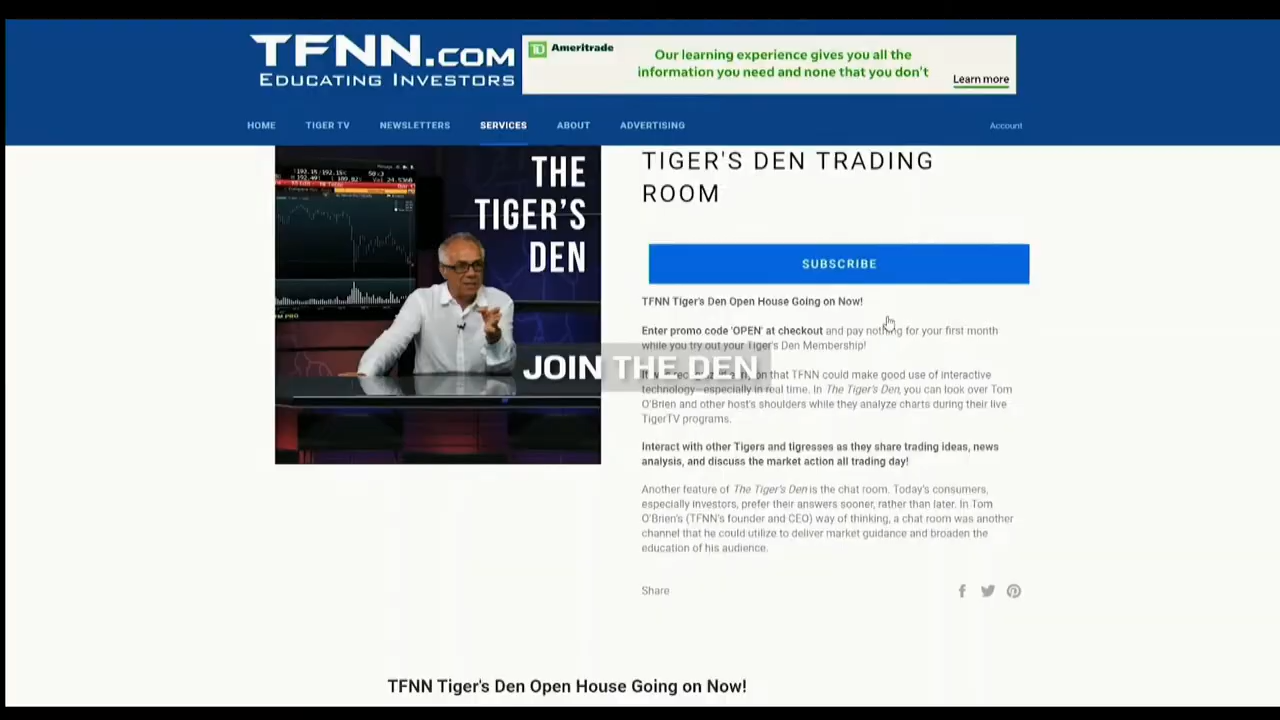 TFNN.COM
EDUCATING INVESTORS
TD Ameritrade
Our learning experience gives you all the
information you need and none that you don't
Learn more
HOME TIGER TV NEWSLETTERS SERVICES ABOUT ADVERTISING Account
THE
TIGER'S
DEN
TIGER'S DEN TRADING
ROOM
SUBSCRIBE
TFNN Tiger's Den Open House Going on Now!
Enter promo code 'OPEN' at checkout and pay nothing for your first month
while you try out your Tiger's Den Membership!
JOIN THE DEN
that TFNN could make good use of interactive
technology—especially in real time. In The Tiger's Den, you can look over Tom
O'Brien and other host's shoulders while they analyze charts during their live
TigerTV programs.
Interact with other Tigers and tigresses as they share trading ideas, news
analysis, and discuss the market action all trading day!
Another feature of The Tiger's Den is the chat room. Today's consumers,
especially investors, prefer their answers sooner, rather than later. In Tom
O'Brien's (TFNN's founder and CEO) way of thinking, a chat room was another
channel that he could utilize to deliver market guidance and broaden the
education of his audience.
Share
TFNN Tiger's Den Open House Going on Now!